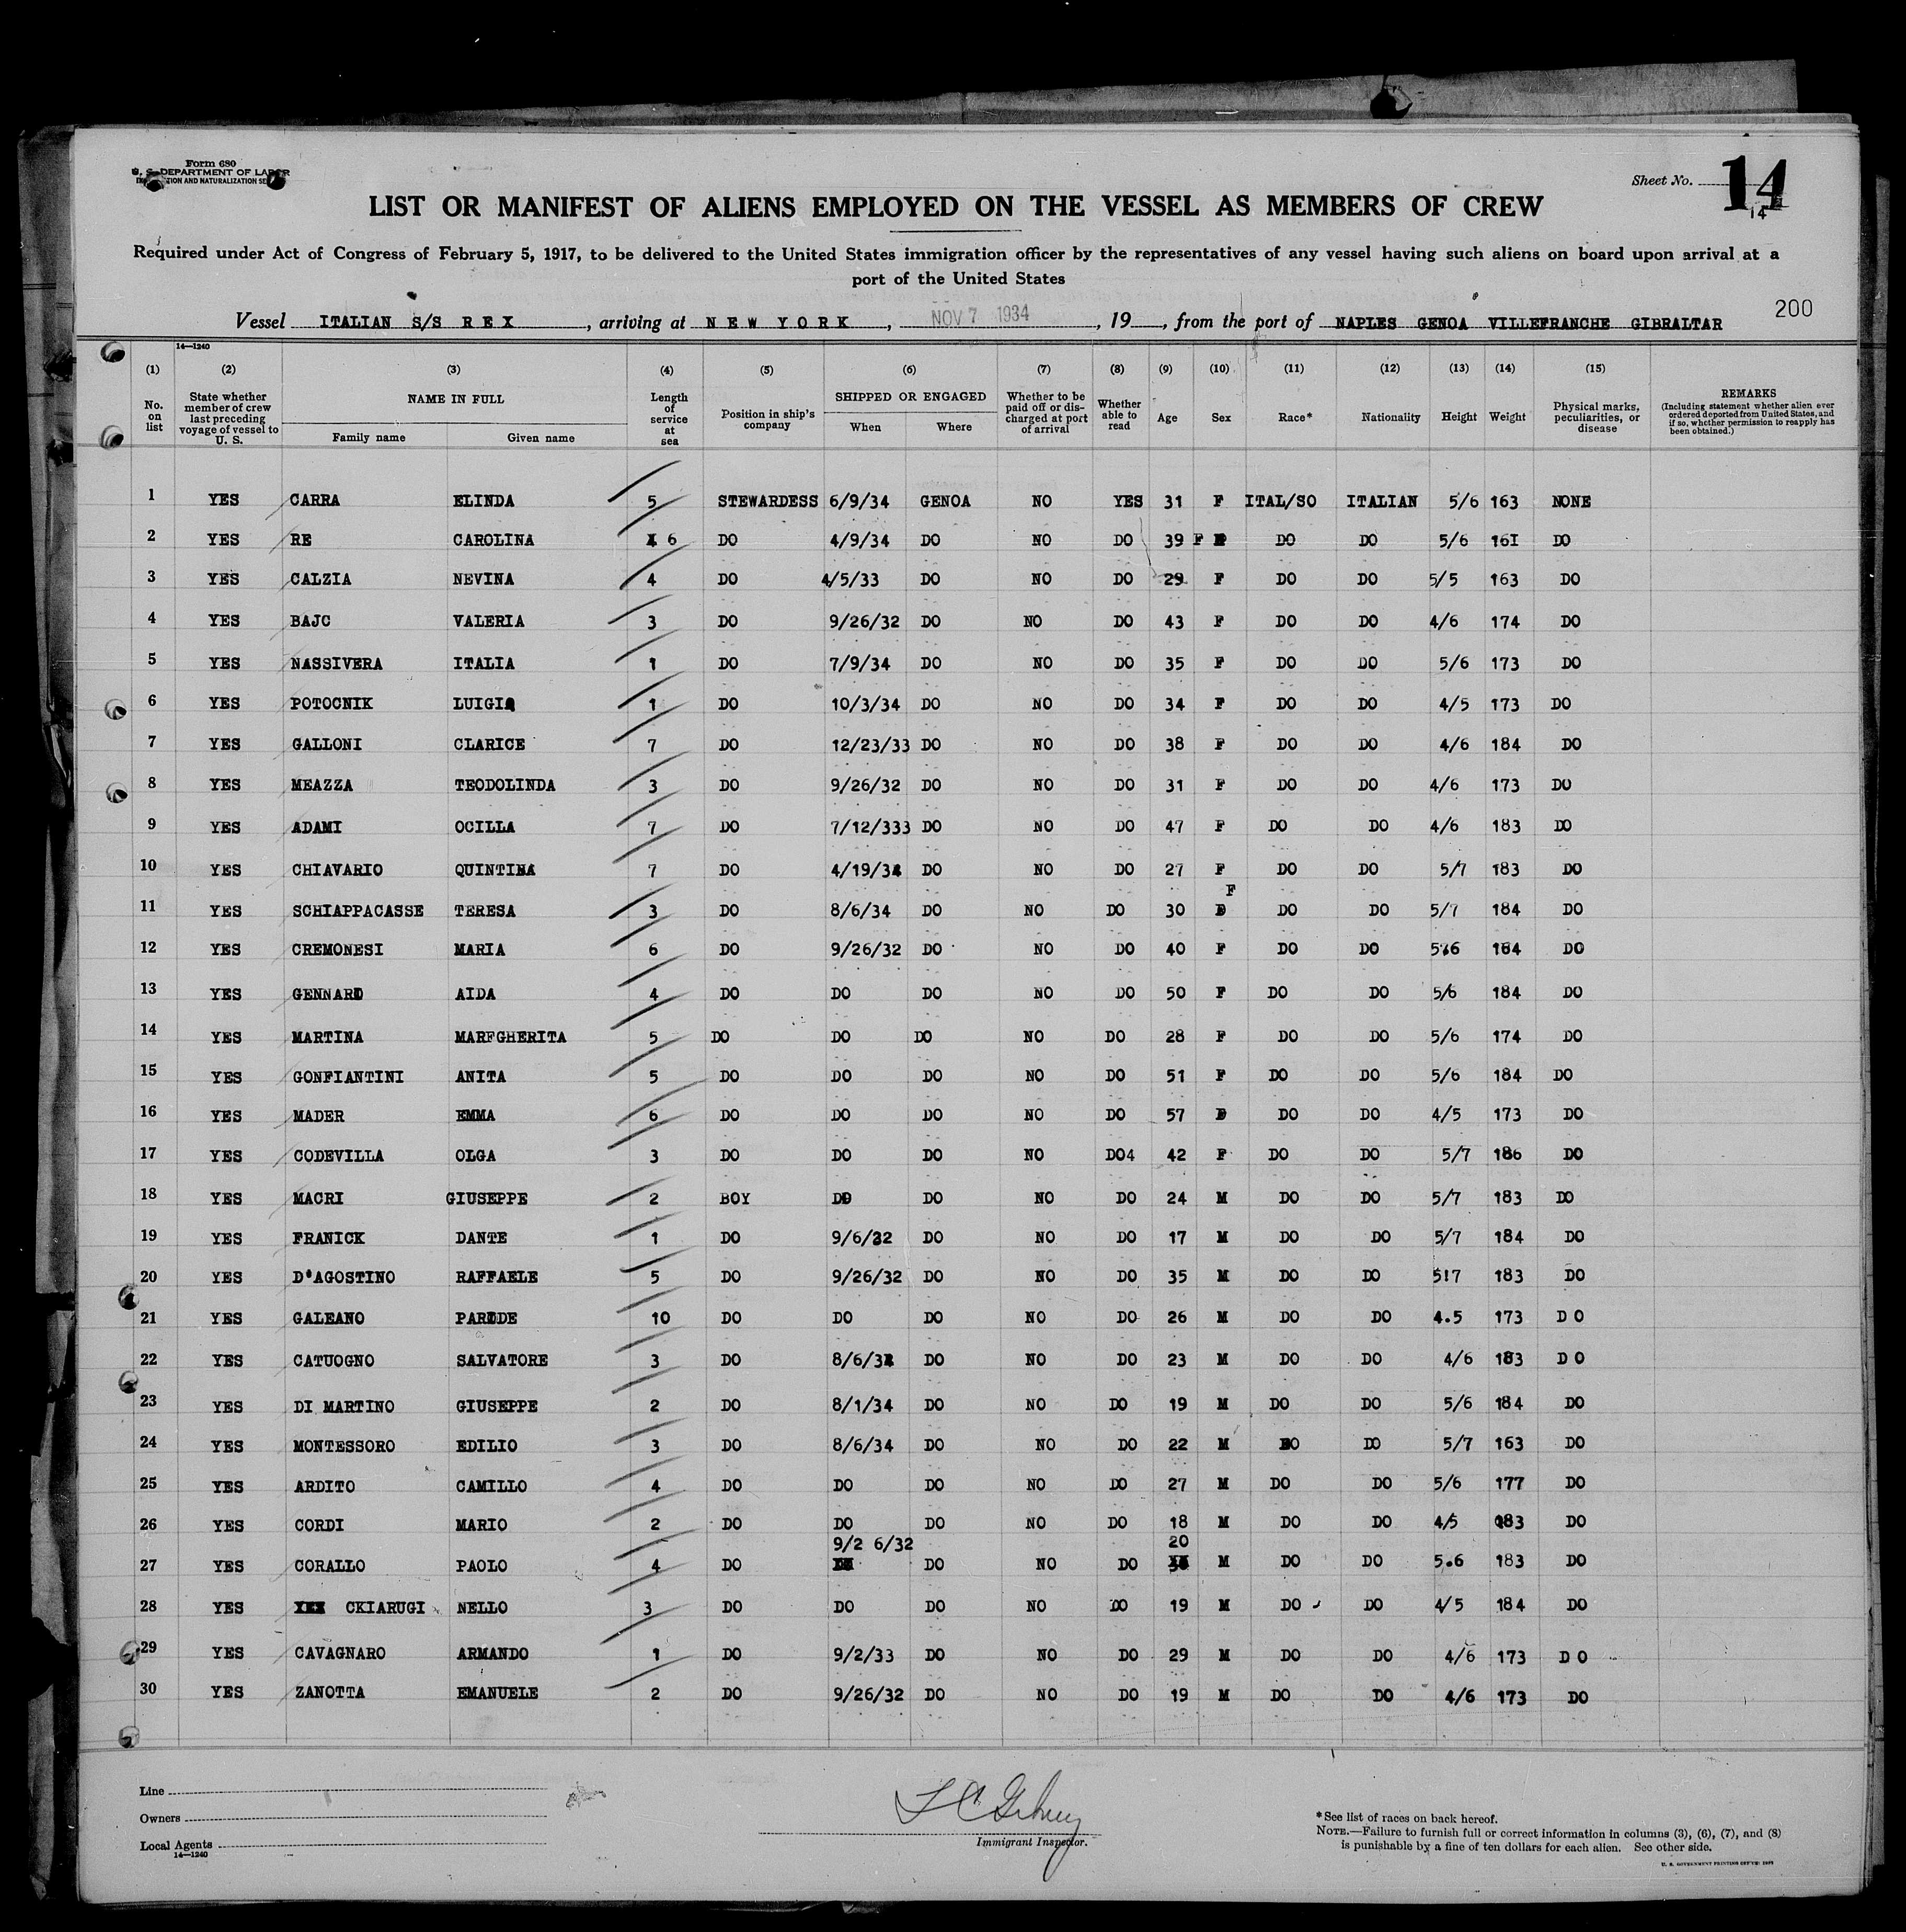 Form 680
U. S. DEPARTMENT OF LABOR
TION AND NATURALIZATION SE
Sheet No. 14
14
LIST OR MANIFEST OF ALIENS EMPLOYED ON THE VESSEL AS MEMBERS OF CREW
Required under Act of Congress of February 5, 1917, to be delivered to the United States immigration officer by the representatives of any vessel having such aliens on board upon arrival at a
port of the United States
200
Vessel ITALIAN S/S R E X, arriving at N E W Y O R K, NOV 7 1934, 19, from the port of NAPLES GENOA VILLEFRANCHE GIBRALTAR
14—1240
(1) (2) (3) (4) (5) (6) (7) (8) (9) (10) (11) (12) (13) (14) (15)
No. on list State whether member of crew last preceding voyage of vessel to U. S. NAME IN FULL Family name Given name Length of service at sea Position in ship's company SHIPPED OR ENGAGED When Where Whether to be paid off or discharged at port of arrival Whether able to read Age Sex Race* Nationality Height Weight Physical marks, peculiarities, or disease REMARKS (Including statement whether alien ever ordered deported from United States, and if so, whether permission to reapply has been obtained.)
1 YES CARRA ELINDA 5 STEWARDESS 6/9/34 GENOA NO YES 31 F ITAL/SO ITALIAN 5/6 163 NONE
2 YES RE CAROLINA 6 DO 4/9/34 DO NO DO 39 F DO DO 5/6 16I DO
3 YES CALZIA NEVINA 4 DO 4/5/33 DO NO DO 29 F DO DO 5/5 163 DO
4 YES BAJC VALERIA 3 DO 9/26/32 DO NO DO 43 F DO DO 4/6 174 DO
5 YES NASSIVERA ITALIA 1 DO 7/9/34 DO NO DO 35 F DO DO 5/6 173 DO
6 YES POTOCNIK LUIGIA 1 DO 10/3/34 DO NO DO 34 F DO DO 4/5 173 DO
7 YES GALLONI CLARICE 7 DO 12/23/33 DO NO DO 38 F DO DO 4/6 184 DO
8 YES MEAZZA TEODOLINDA 3 DO 9/26/32 DO NO DO 31 F DO DO 4/6 173 DO
9 YES ADAMI OCILLA 7 DO 7/12/333 DO NO DO 47 F DO DO 4/6 183 DO
10 YES CHIAVARIO QUINTINA 7 DO 4/19/34 DO NO DO 27 F DO DO 5/7 183 DO
11 YES SCHIAPPACASSE TERESA 3 DO 8/6/34 DO NO DO 30 F DO DO 5/7 184 DO
12 YES CREMONESI MARIA 6 DO 9/26/32 DO NO DO 40 F DO DO 5/6 184 DO
13 YES GENNARO AIDA 4 DO DO DO NO DO 50 F DO DO 5/6 184 DO
14 YES MARTINA MARFGHERITA 5 DO DO DO NO DO 28 F DO DO 5/6 174 DO
15 YES GONFIANTINI ANITA 5 DO DO DO NO DO 51 F DO DO 5/6 184 DO
16 YES MADER EMMA 6 DO DO DO NO DO 57 DO DO 4/5 173 DO
17 YES CODEVILLA OLGA 3 DO DO DO NO DO4 42 F DO DO 5/7 186 DO
18 YES MACRI GIUSEPPE 2 BOY DO DO NO DO 24 M DO DO 5/7 183 DO
19 YES FRANICK DANTE 1 DO 9/6/32 DO NO DO 17 M DO DO 5/7 184 DO
20 YES D'AGOSTINO RAFFAELE 5 DO 9/26/32 DO NO DO 35 M DO DO 5!7 183 DO
21 YES GALEANO PARIDE 10 DO DO DO NO DO 26 M DO DO 4.5 173 D O
22 YES CATUOGNO SALVATORE 3 DO 8/6/34 DO NO DO 23 M DO DO 4/6 183 D O
23 YES DI MARTINO GIUSEPPE 2 DO 8/1/34 DO NO DO 19 M DO DO 5/6 184 DO
24 YES MONTESSORO EDILIO 3 DO 8/6/34 DO NO DO 22 M DO DO 5/7 163 DO
25 YES ARDITO CAMILLO 4 DO DO DO NO DO 27 M DO DO 5/6 177 DO
26 YES CORDI MARIO 2 DO DO DO NO DO 18 M DO DO 4/5 183 DO
27 YES CORALLO PAOLO 4 DO 9/2 6/32 DO NO DO 20 M DO DO 5.6 183 DO
28 YES CKIARUGI NELLO 3 DO DO DO NO DO 19 M DO DO 4/5 184 DO
29 YES CAVAGNARO ARMANDO 1 DO 9/2/33 DO NO DO 29 M DO DO 4/6 173 D O
30 YES ZANOTTA EMANUELE 2 DO 9/26/32 DO NO DO 19 M DO DO 4/6 173 DO
Line
Owners
Local Agents
14—1240
Immigrant Inspector.
*See list of races on back hereof.
NOTE.—Failure to furnish full or correct information in columns (3), (6), (7), and (8)
is punishable by a fine of ten dollars for each alien. See other side.